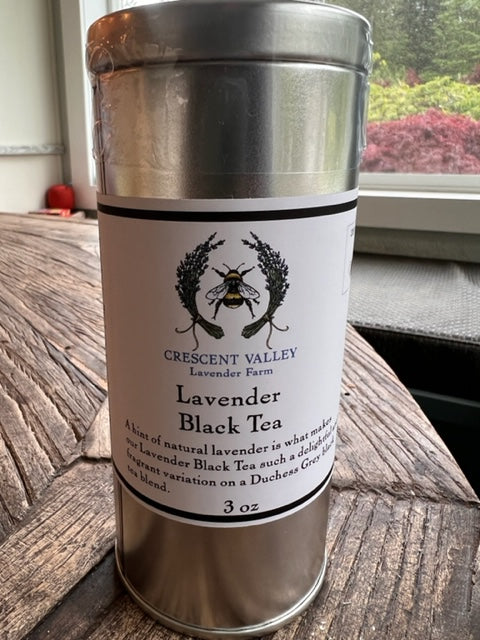 CRESCENT VALLEY
Lavender Farm
Lavender
Black Tea
A hint of natural lavender is what makes
our Lavender Black Tea such a delightful
fragrant variation on a Duchess Grey black
tea blend.
3 oz